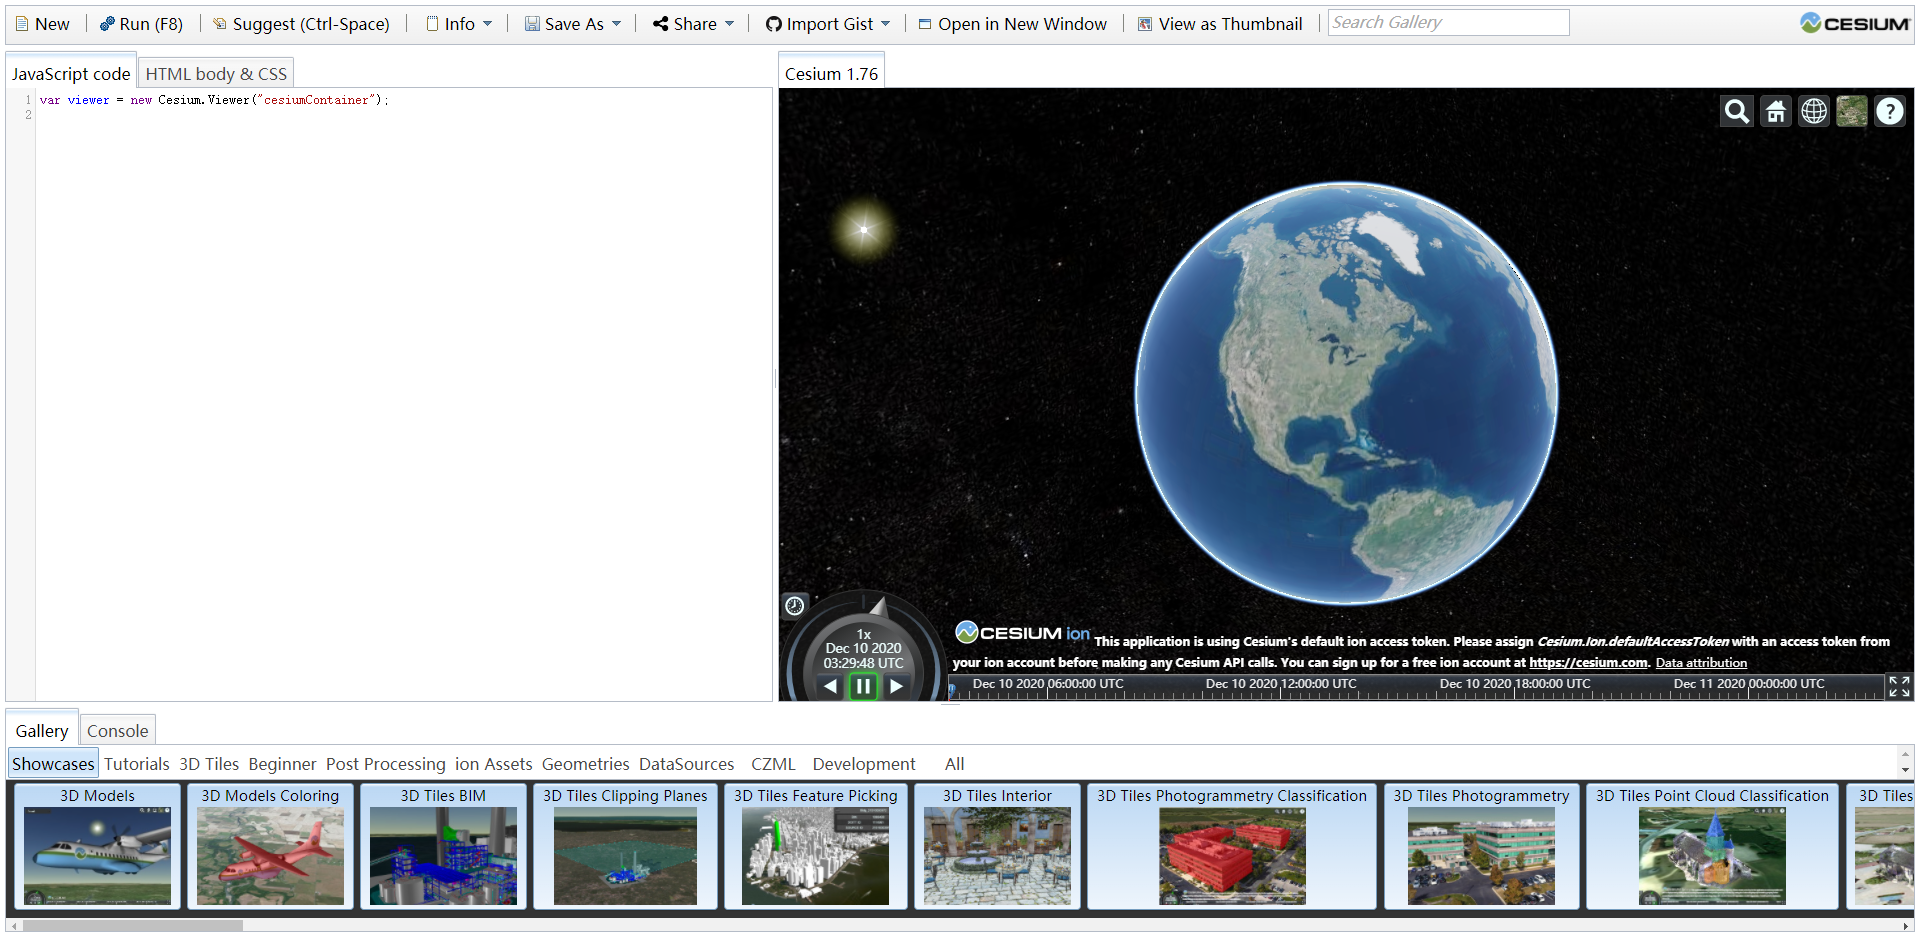 New Run (F8) Suggest (Ctrl-Space) Info Save As Share Import Gist Open in New Window View as Thumbnail Search Gallery CESIUM
JavaScript code HTML body & CSS
1 var viewer = new Cesium.Viewer("cesiumContainer");
2
Cesium 1.76
?
1x
Dec 10 2020
03:29:48 UTC
CESIUM ion This application is using Cesium's default ion access token. Please assign Cesium.Ion.defaultAccessToken with an access token from
your ion account before making any Cesium API calls. You can sign up for a free ion account at https://cesium.com. Data attribution
Dec 10 2020 06:00:00 UTC Dec 10 2020 12:00:00 UTC Dec 10 2020 18:00:00 UTC Dec 11 2020 00:00:00 UTC
Gallery Console
Showcases Tutorials 3D Tiles Beginner Post Processing ion Assets Geometries DataSources CZML Development All
3D Models 3D Models Coloring 3D Tiles BIM 3D Tiles Clipping Planes 3D Tiles Feature Picking 3D Tiles Interior 3D Tiles Photogrammetry Classification 3D Tiles Photogrammetry 3D Tiles Point Cloud Classification 3D Tiles